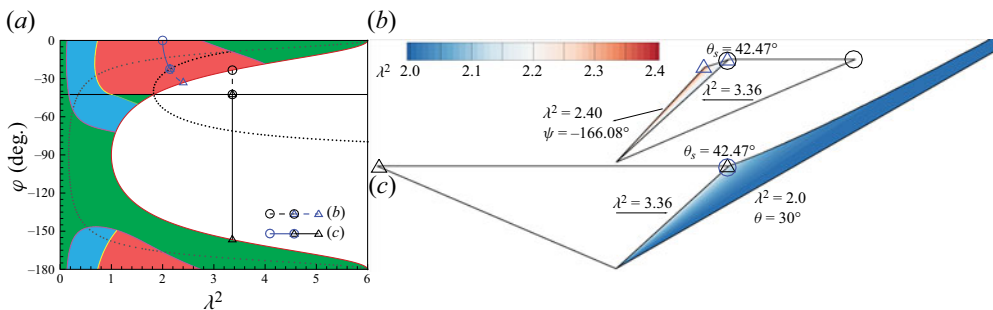 (a)
0
−30
−60
−90
−120
−150
−180
φ (deg.)
0 1 2 3 4 5 6
λ²
(b)
(c)
(b)
λ²
2.0 2.1 2.2 2.3 2.4
θs = 42.47°
λ² = 3.36
λ² = 2.40
ψ = −166.08°
(c)
θs = 42.47°
λ² = 3.36
λ² = 2.0
θ = 30°